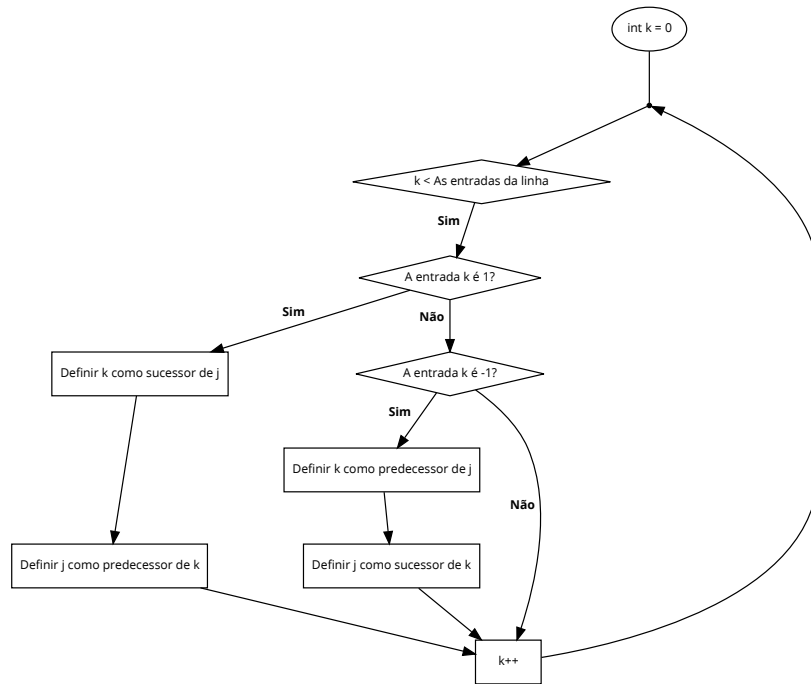 int k = 0
k < As entradas da linha
Sim
A entrada k é 1?
Sim
Não
Definir k como sucessor de j
A entrada k é -1?
Sim
Definir k como predecessor de j
Não
Definir j como predecessor de k
Definir j como sucessor de k
k++